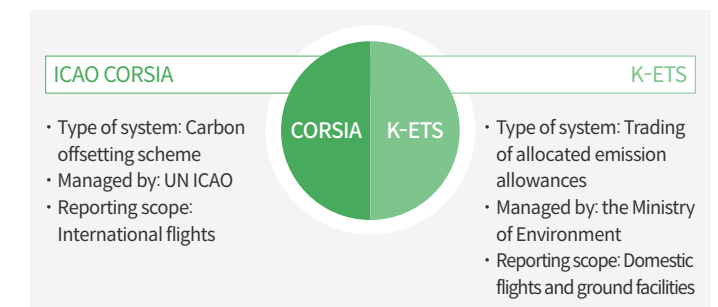 ICAO CORSIA
・Type of system: Carbon
offsetting scheme
・Managed by: UN ICAO
・Reporting scope:
International flights
CORSIA
K-ETS
K-ETS
・Type of system: Trading
of allocated emission
allowances
・Managed by: the Ministry
of Environment
・Reporting scope: Domestic
flights and ground facilities